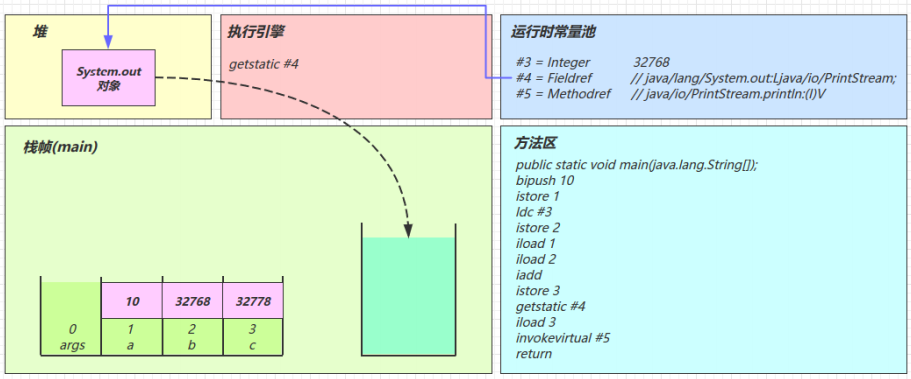 堆
System.out
对象
执行引擎
getstatic #4
运行时常量池
#3 = Integer 32768
#4 = Fieldref // java/lang/System.out:Ljava/io/PrintStream;
#5 = Methodref // java/io/PrintStream.println:(I)V
栈帧(main)
10 32768 32778
0 1 2 3
args a b c
方法区
public static void main(java.lang.String[]);
bipush 10
istore 1
ldc #3
istore 2
iload 1
iload 2
iadd
istore 3
getstatic #4
iload 3
invokevirtual #5
return